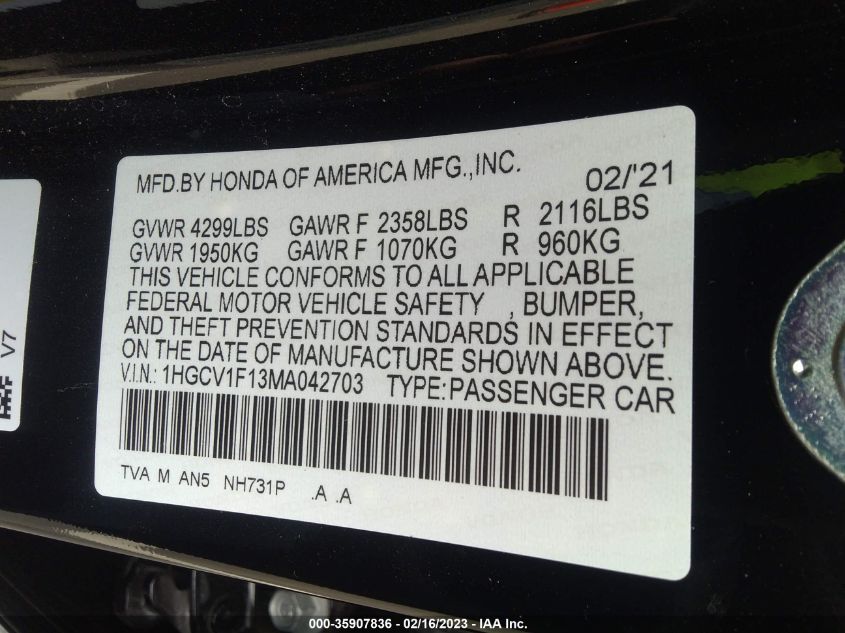 MFD.BY HONDA OF AMERICA MFG.,INC. 02/'21
GVWR 4299LBS GAWR F 2358LBS R 2116LBS
GVWR 1950KG GAWR F 1070KG R 960KG
THIS VEHICLE CONFORMS TO ALL APPLICABLE
FEDERAL MOTOR VEHICLE SAFETY , BUMPER,
AND THEFT PREVENTION STANDARDS IN EFFECT
ON THE DATE OF MANUFACTURE SHOWN ABOVE.
V.I.N.: 1HGCV1F13MA042703 TYPE:PASSENGER CAR
TVA M AN5 NH731P .A .A
V7
000-35907836 - 02/16/2023 - IAA Inc.